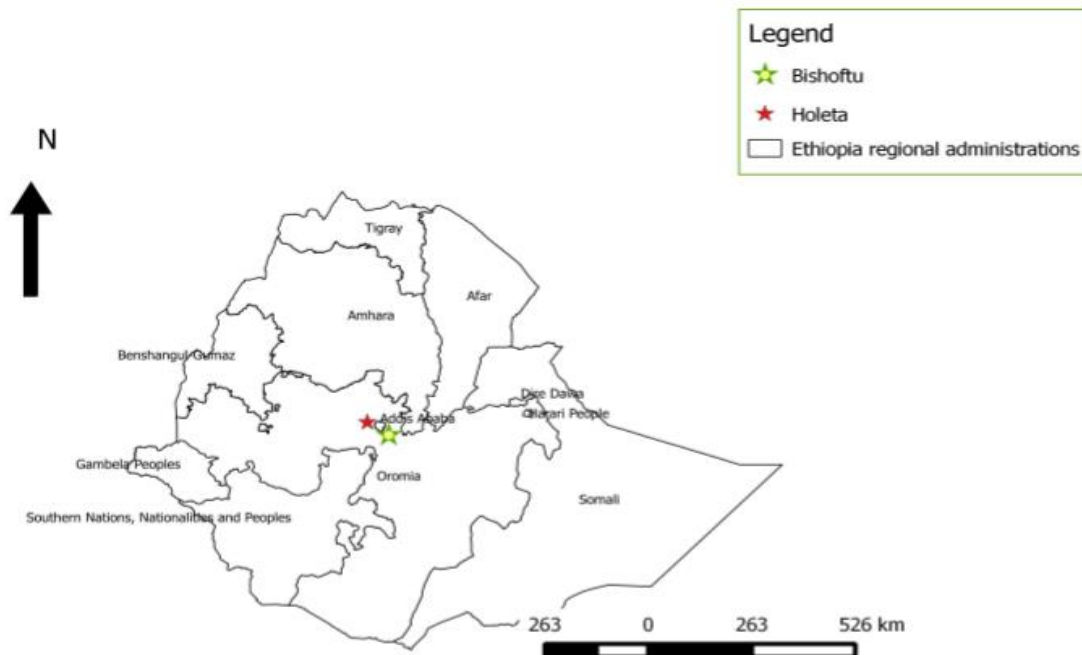 Legend
Bishoftu
Holeta
Ethiopia regional administrations
N
Tigray
Afar
Amhara
Benshangul Gumaz
Dire Dawa
Harari People
Addis Ababa
Gambela Peoples
Oromia
Somali
Southern Nations, Nationalities and Peoples
263 0 263 526 km